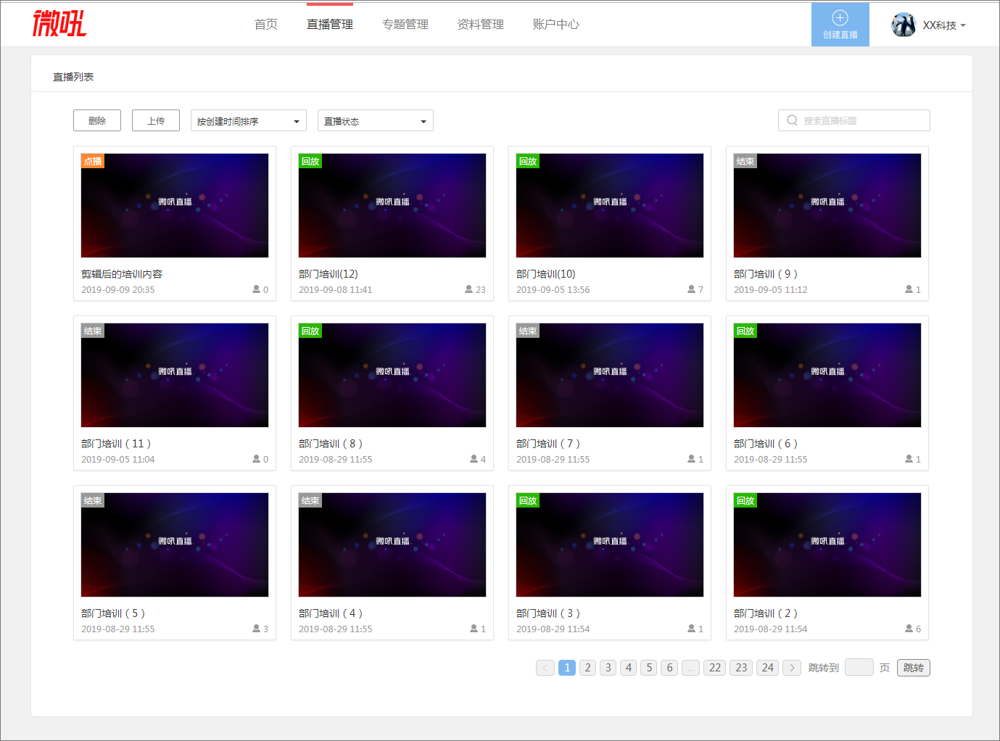 微吼
首页 直播管理 专题管理 资料管理 账户中心
创建直播
XX科技
直播列表
删除 上传 按创建时间排序 直播状态 搜索直播标题
点播 回放 回放 结束
微吼直播 微吼直播 微吼直播 微吼直播
剪辑后的培训内容 部门培训(12) 部门培训(10) 部门培训（9）
2019-09-09 20:35 0 2019-09-08 11:41 23 2019-09-05 13:56 7 2019-09-05 11:12 1
结束 回放 结束 回放
微吼直播 微吼直播 微吼直播 微吼直播
部门培训（11） 部门培训（8） 部门培训（7） 部门培训（6）
2019-09-05 11:04 0 2019-08-29 11:55 4 2019-08-29 11:55 1 2019-08-29 11:55 1
结束 结束 回放 回放
微吼直播 微吼直播 微吼直播 微吼直播
部门培训（5） 部门培训（4） 部门培训（3） 部门培训（2）
2019-08-29 11:55 3 2019-08-29 11:55 1 2019-08-29 11:54 1 2019-08-29 11:54 6
< 1 2 3 4 5 6 ... 22 23 24 > 跳转到 页 跳转